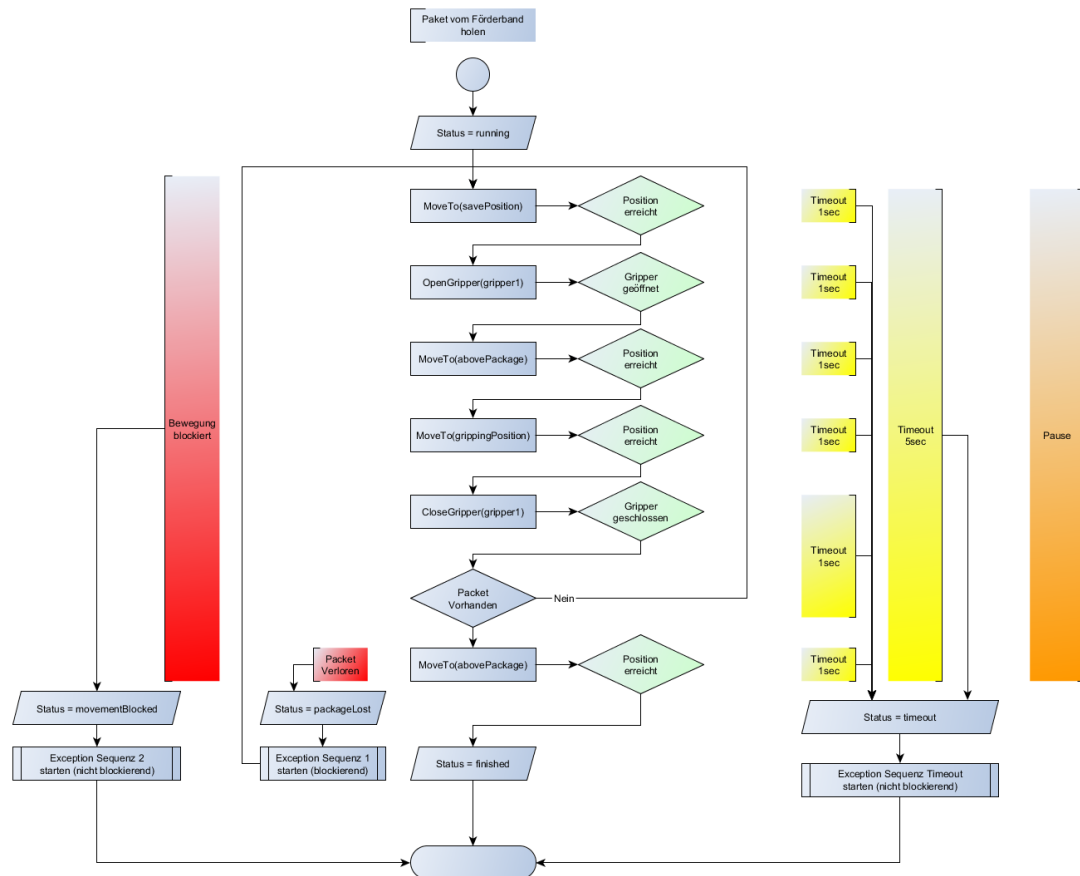 Paket vom Förderband
holen
Status = running
MoveTo(savePosition)
Position
erreicht
Timeout
1sec
OpenGripper(gripper1)
Gripper
geöffnet
Timeout
1sec
MoveTo(abovePackage)
Position
erreicht
Timeout
1sec
Bewegung
blockiert
MoveTo(grippingPosition)
Position
erreicht
Timeout
1sec
Timeout
5sec
Pause
CloseGripper(gripper1)
Gripper
geschlossen
Timeout
1sec
Packet
Vorhanden
Nein
Packet
Verloren
MoveTo(abovePackage)
Position
erreicht
Timeout
1sec
Status = movementBlocked
Status = packageLost
Status = timeout
Exception Sequenz 2
starten (nicht blockierend)
Exception Sequenz 1
starten (blockierend)
Status = finished
Exception Sequenz Timeout
starten (nicht blockierend)